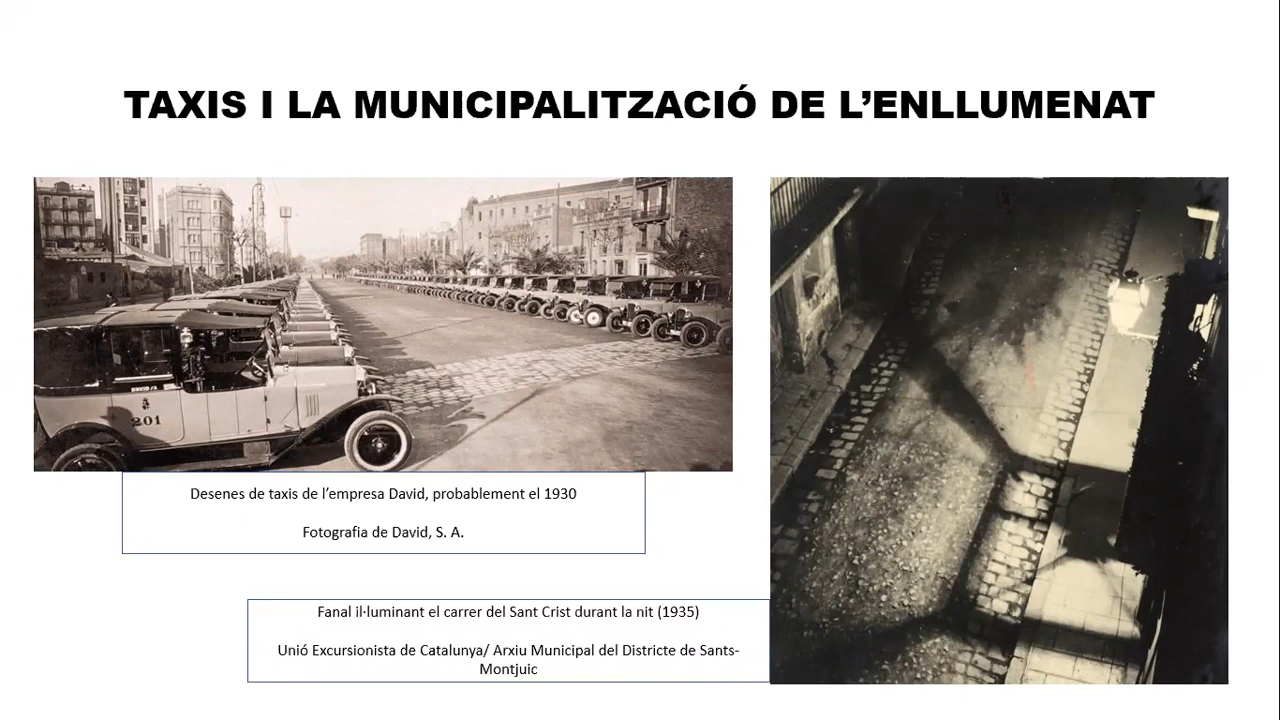 TAXIS I LA MUNICIPALITZACIÓ DE L’ENLLUMENAT
DAVID/S.A.
201
Desenes de taxis de l’empresa David, probablement el 1930
Fotografia de David, S. A.
Fanal il·luminant el carrer del Sant Crist durant la nit (1935)
Unió Excursionista de Catalunya/ Arxiu Municipal del Districte de Sants-
Montjuic